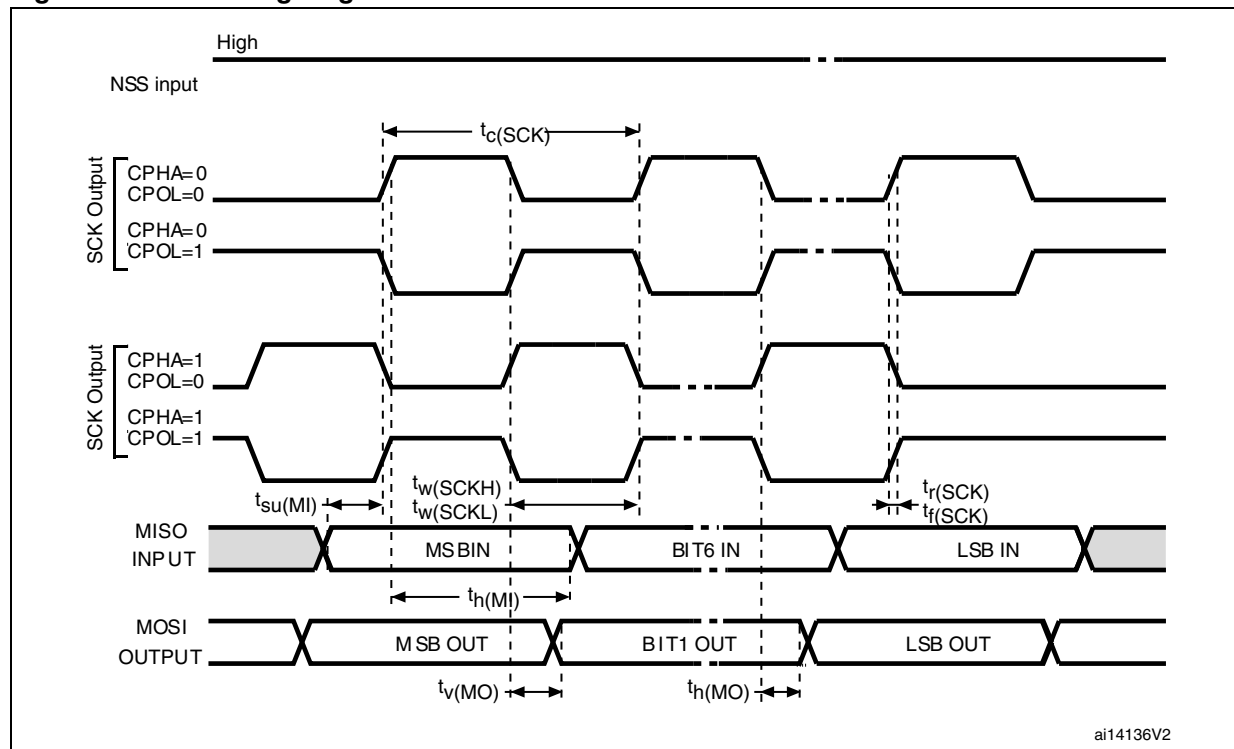 High
NSS input
tc(SCK)
SCK Output
CPHA=0
CPOL=0
CPHA=0
CPOL=1
SCK Output
CPHA=1
CPOL=0
CPHA=1
CPOL=1
tsu(MI)
tw(SCKH)
tw(SCKL)
tr(SCK)
tf(SCK)
MISO
INPUT
MSBIN
BIT6 IN
LSB IN
th(MI)
MOSI
OUTPUT
MSB OUT
BIT1 OUT
LSB OUT
tv(MO)
th(MO)
ai14136V2